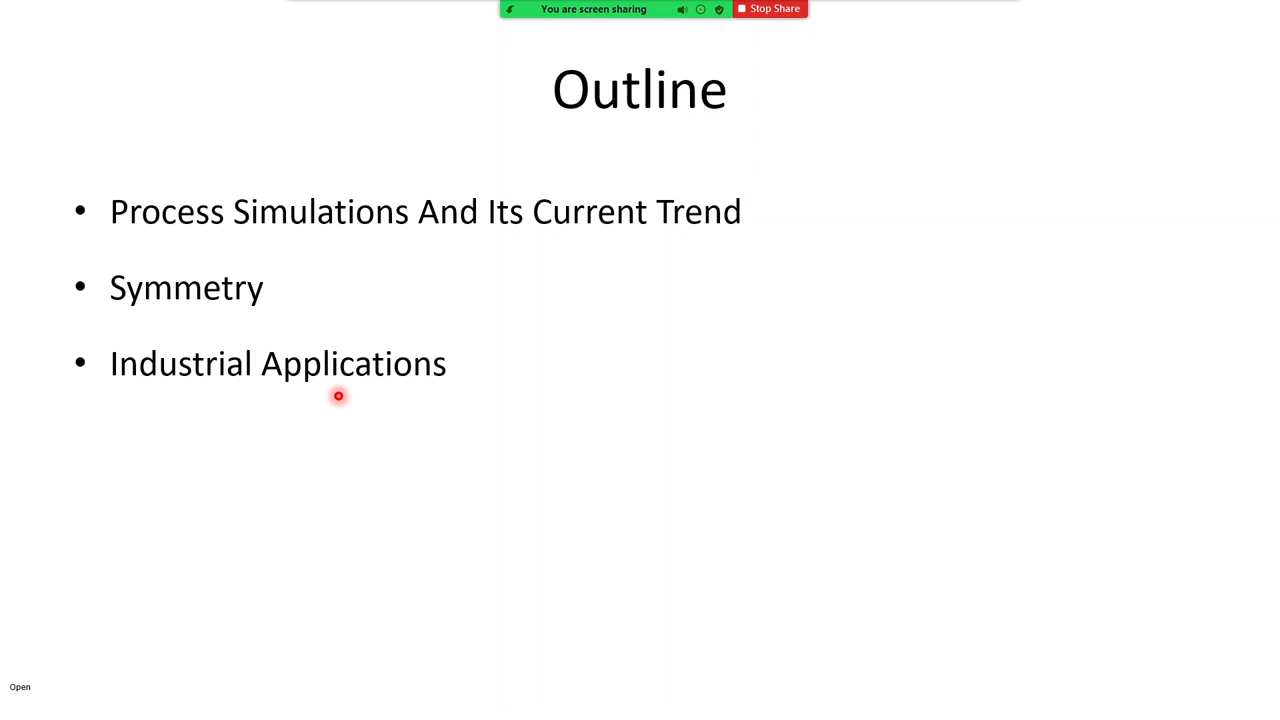 You are screen sharing
Stop Share
Outline
• Process Simulations And Its Current Trend
• Symmetry
• Industrial Applications
Open